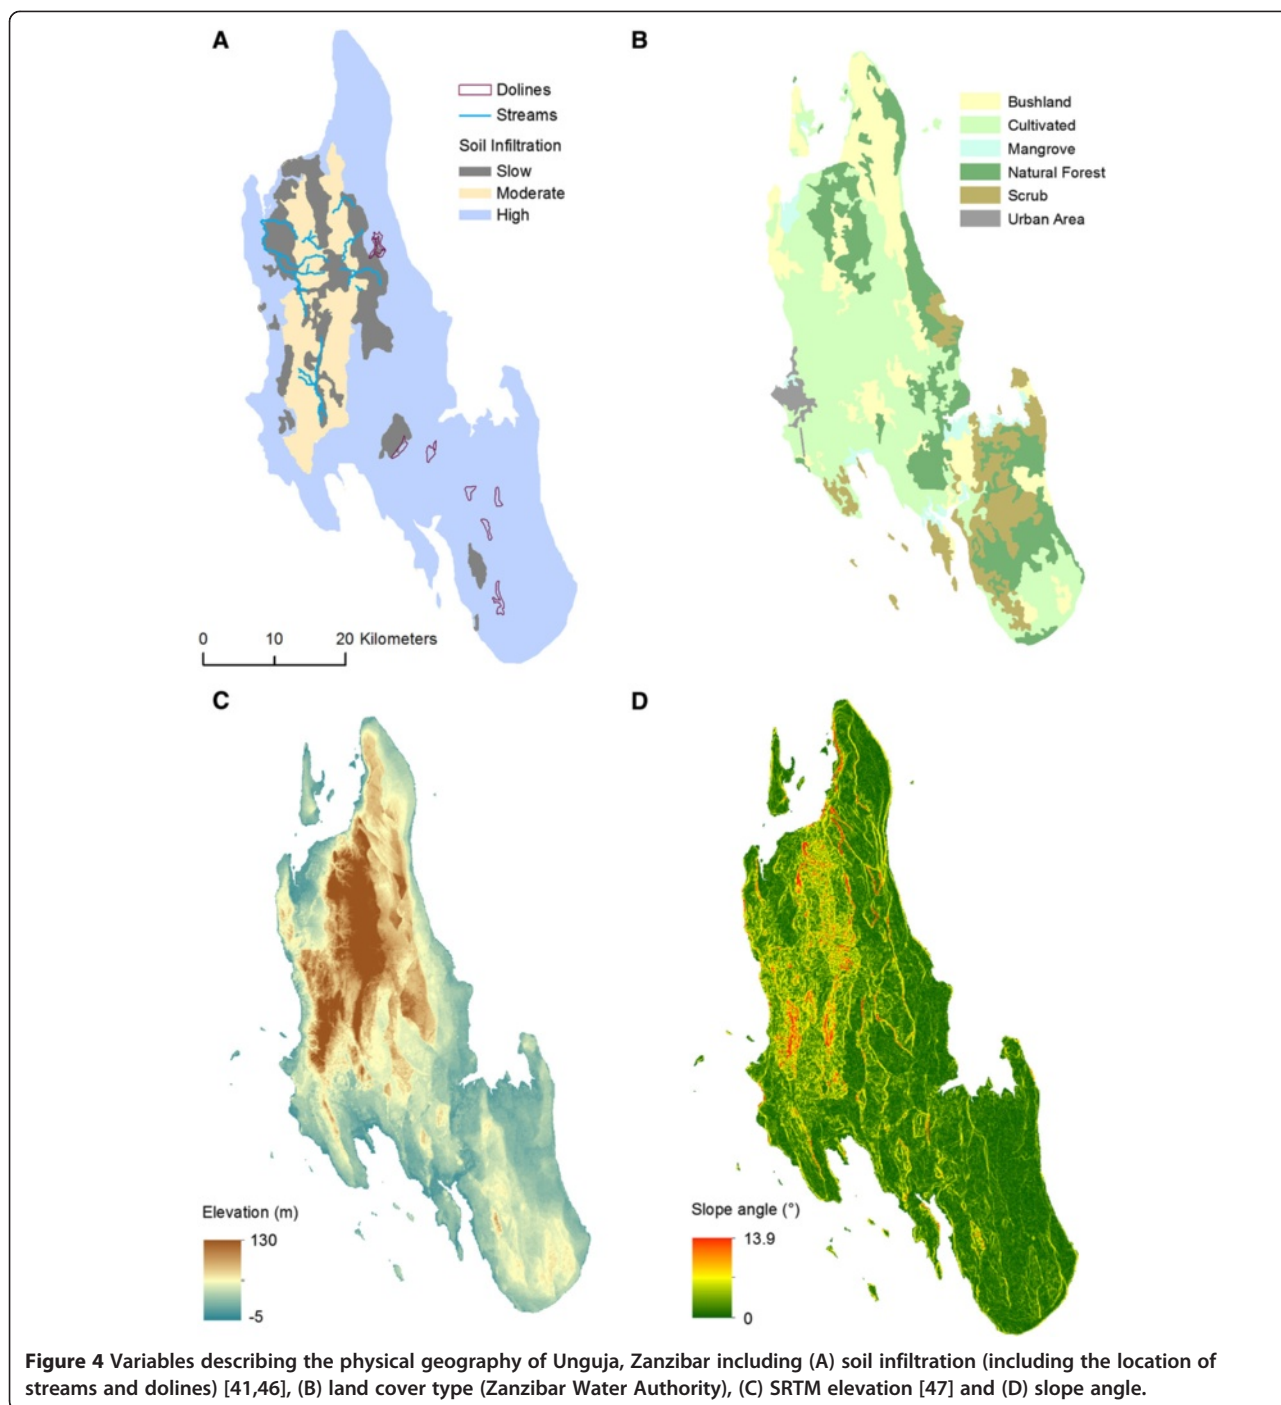 A
Dolines
Streams
Soil Infiltration
Slow
Moderate
High
0 10 20 Kilometers
B
Bushland
Cultivated
Mangrove
Natural Forest
Scrub
Urban Area
C
Elevation (m)
130
-5
D
Slope angle (°)
13.9
0
Figure 4 Variables describing the physical geography of Unguja, Zanzibar including (A) soil infiltration (including the location of
streams and dolines) [41,46], (B) land cover type (Zanzibar Water Authority), (C) SRTM elevation [47] and (D) slope angle.